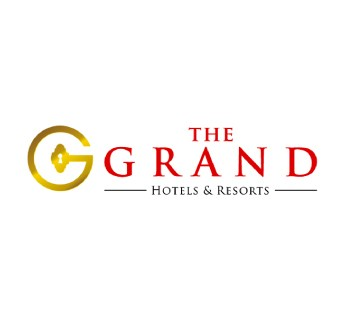 THE
GRAND
HOTELS & RESORTS